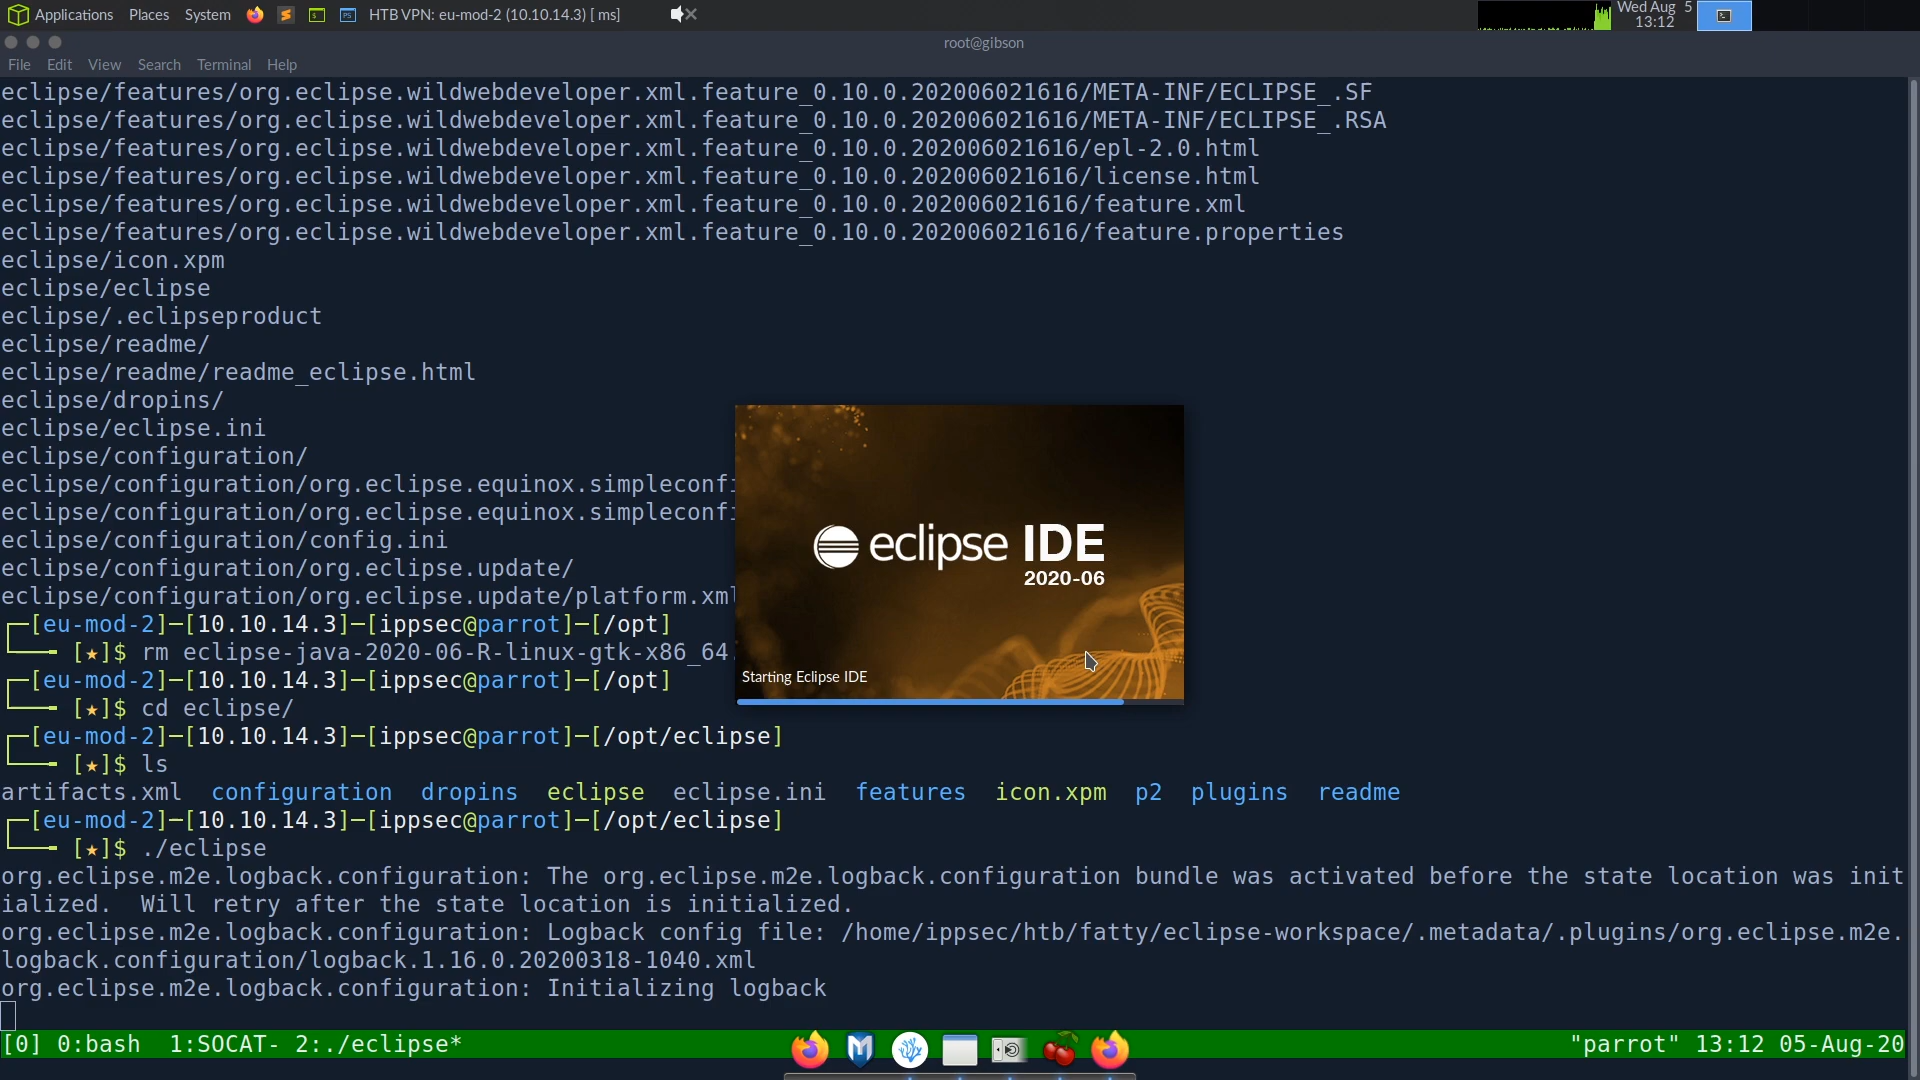 Applications Places System HTB VPN: eu-mod-2 (10.10.14.3) [ ms] Wed Aug 5 13:12
root@gibson
File Edit View Search Terminal Help
eclipse/features/org.eclipse.wildwebdeveloper.xml.feature_0.10.0.202006021616/META-INF/ECLIPSE_.SF
eclipse/features/org.eclipse.wildwebdeveloper.xml.feature_0.10.0.202006021616/META-INF/ECLIPSE_.RSA
eclipse/features/org.eclipse.wildwebdeveloper.xml.feature_0.10.0.202006021616/epl-2.0.html
eclipse/features/org.eclipse.wildwebdeveloper.xml.feature_0.10.0.202006021616/license.html
eclipse/features/org.eclipse.wildwebdeveloper.xml.feature_0.10.0.202006021616/feature.xml
eclipse/features/org.eclipse.wildwebdeveloper.xml.feature_0.10.0.202006021616/feature.properties
eclipse/icon.xpm
eclipse/eclipse
eclipse/.eclipseproduct
eclipse/readme/
eclipse/readme/readme_eclipse.html
eclipse/dropins/
eclipse/eclipse.ini
eclipse/configuration/
eclipse/configuration/org.eclipse.equinox.simpleconfi
eclipse/configuration/org.eclipse.equinox.simpleconfi
eclipse/configuration/config.ini
eclipse/configuration/org.eclipse.update/
eclipse/configuration/org.eclipse.update/platform.xml
eclipse IDE
2020-06
Starting Eclipse IDE
┌─[eu-mod-2]─[10.10.14.3]─[ippsec@parrot]─[/opt]
└──╼ [★]$ rm eclipse-java-2020-06-R-linux-gtk-x86_64.
┌─[eu-mod-2]─[10.10.14.3]─[ippsec@parrot]─[/opt]
└──╼ [★]$ cd eclipse/
┌─[eu-mod-2]─[10.10.14.3]─[ippsec@parrot]─[/opt/eclipse]
└──╼ [★]$ ls
artifacts.xml configuration dropins eclipse eclipse.ini features icon.xpm p2 plugins readme
┌─[eu-mod-2]─[10.10.14.3]─[ippsec@parrot]─[/opt/eclipse]
└──╼ [★]$ ./eclipse
org.eclipse.m2e.logback.configuration: The org.eclipse.m2e.logback.configuration bundle was activated before the state location was init
ialized.  Will retry after the state location is initialized.
org.eclipse.m2e.logback.configuration: Logback config file: /home/ippsec/htb/fatty/eclipse-workspace/.metadata/.plugins/org.eclipse.m2e.
logback.configuration/logback.1.16.0.20200318-1040.xml
org.eclipse.m2e.logback.configuration: Initializing logback
[0] 0:bash  1:SOCAT- 2:./eclipse* "parrot" 13:12 05-Aug-20